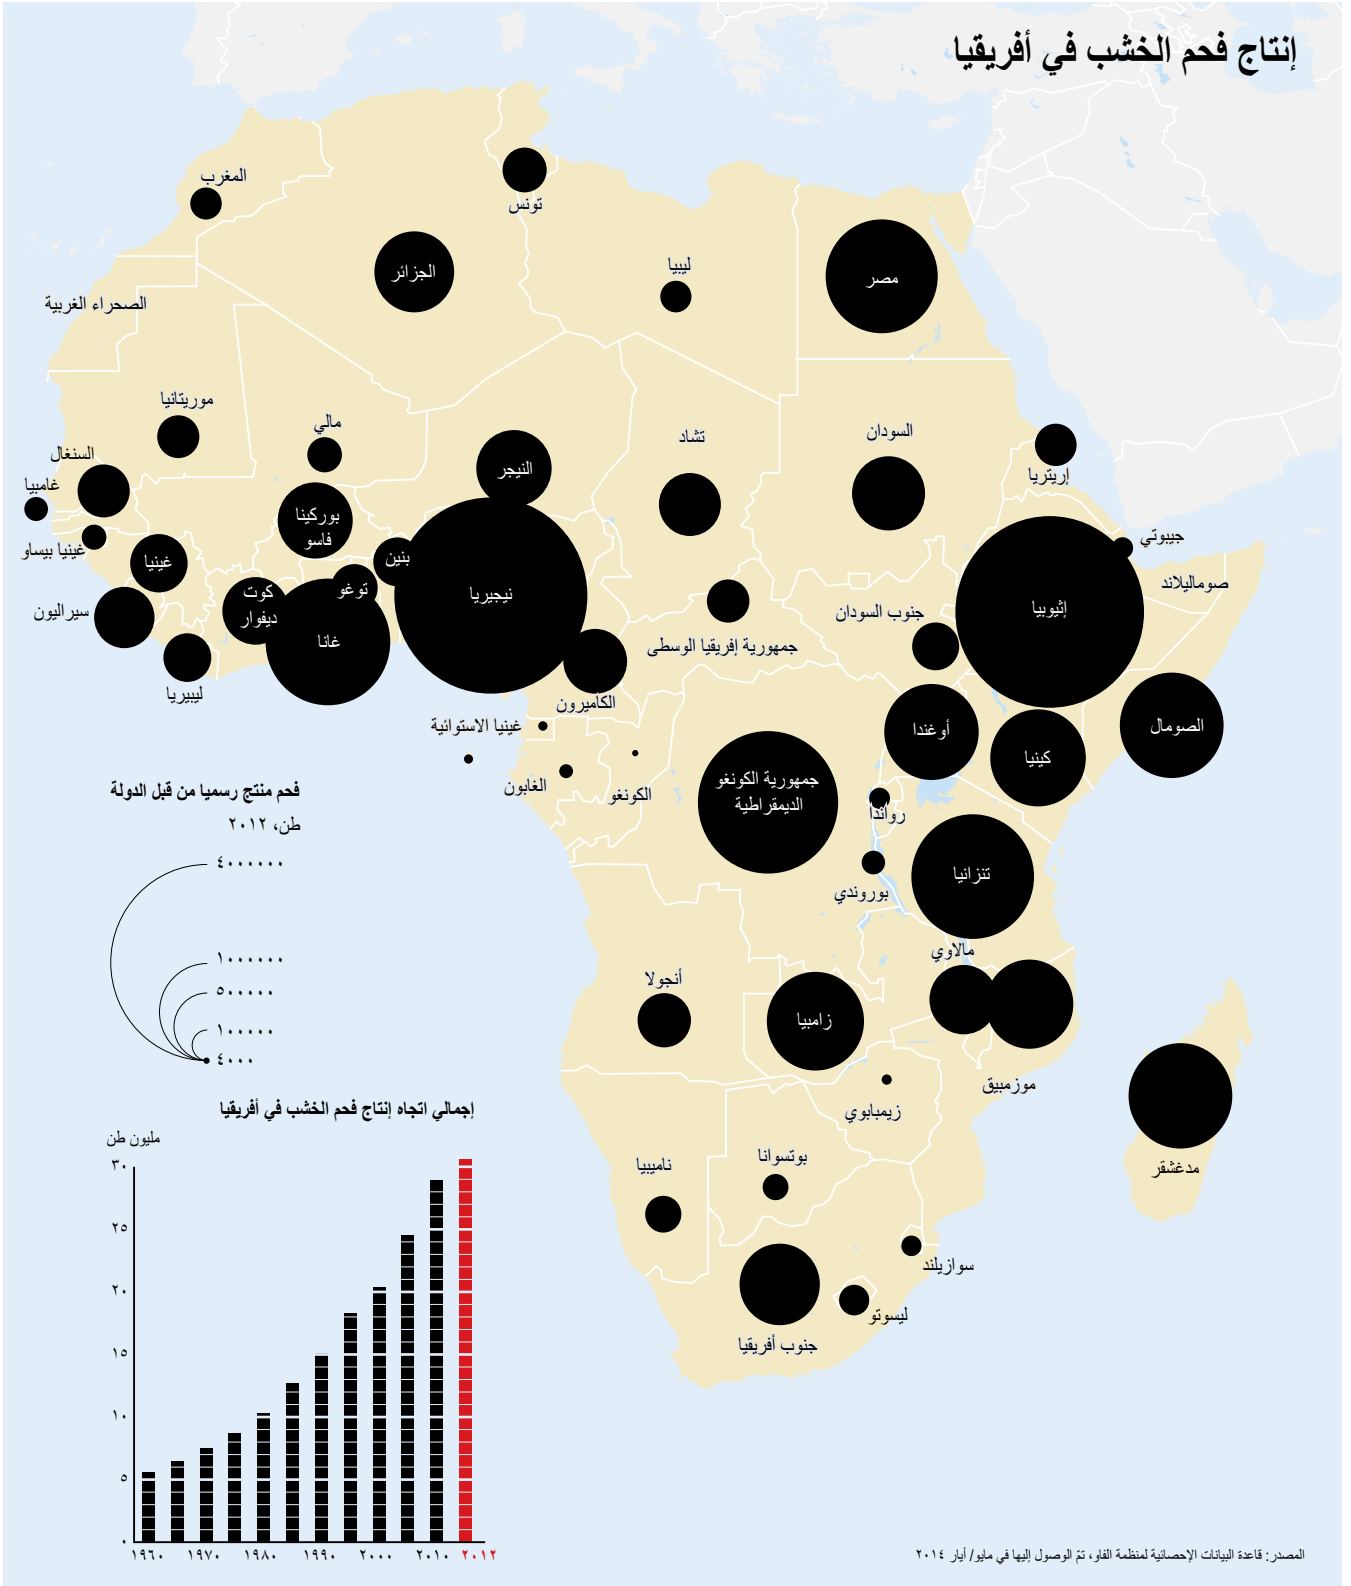 إنتاج فحم الخشب في أفريقيا
المغرب
تونس
الجزائر
ليبيا
مصر
الصحراء الغربية
موريتانيا
مالي
النيجر
تشاد
السودان
إريتريا
السنغال
غامبيا
غينيا بيساو
غينيا
بوركينا
فاسو
بنين
توغو
كوت
ديفوار
غانا
نيجيريا
سيراليون
ليبيريا
الكاميرون
جمهورية إفريقيا الوسطى
جنوب السودان
إثيوبيا
جيبوتي
صوماليلاند
الصومال
أوغندا
كينيا
غينيا الاستوائية
الغابون
الكونغو
جمهورية الكونغو
الديمقراطية
رواندا
بوروندي
تنزانيا
مالاوي
أنجولا
زامبيا
موزمبيق
زيمبابوي
مدغشقر
ناميبيا
بوتسوانا
سوازيلند
ليسوتو
جنوب أفريقيا
فحم منتج رسميا من قبل الدولة
طن، ٢٠١٢
٤٠٠٠٠٠٠
١٠٠٠٠٠٠
٥٠٠٠٠٠
١٠٠٠٠٠
٤٠٠٠
إجمالي اتجاه إنتاج فحم الخشب في أفريقيا
مليون طن
٣٠
٢٥
٢٠
١٥
١٠
٥
٠
١٩٦٠ ١٩٧٠ ١٩٨٠ ١٩٩٠ ٢٠٠٠ ٢٠١٠ ٢٠١٢
المصدر: قاعدة البيانات الإحصائية لمنظمة الفاو، تمّ الوصول إليها في مايو/ أيار ٢٠١٤